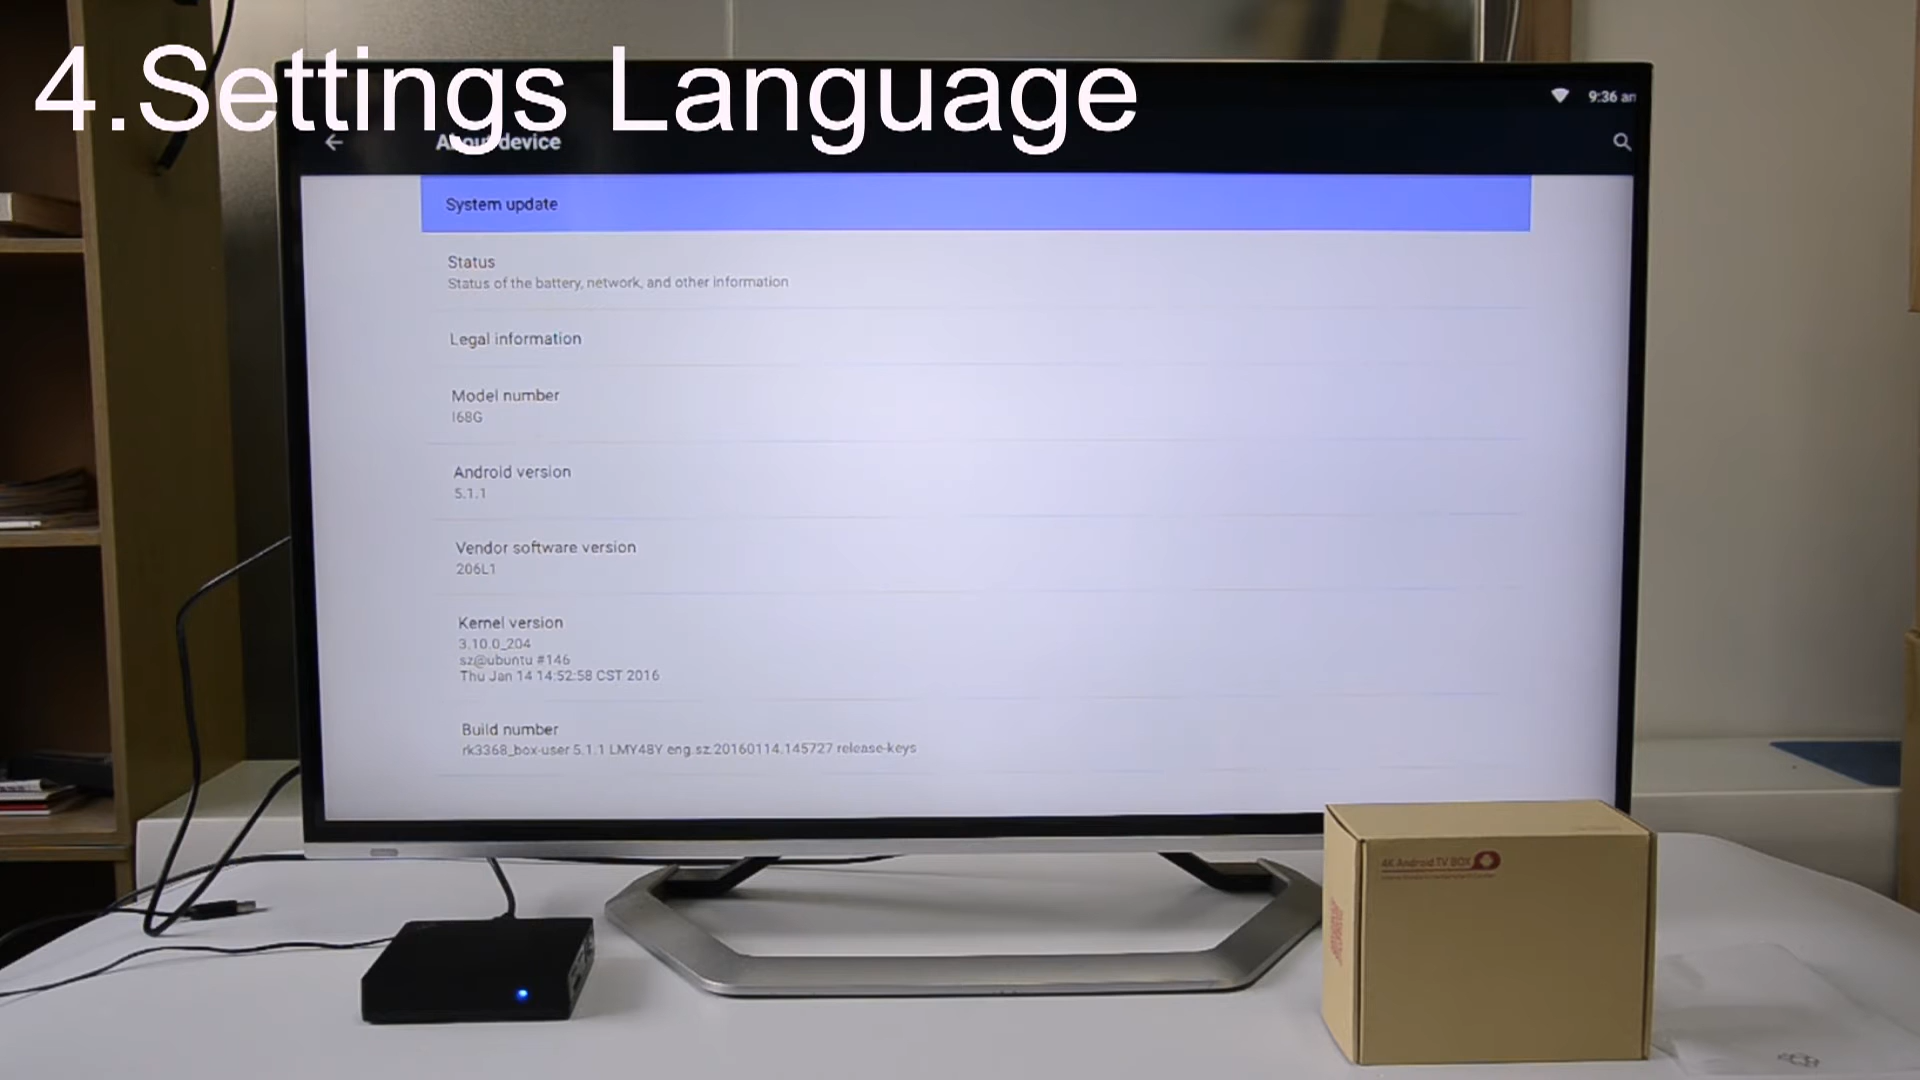 4.Settings Language
9:36 am
About device
System update
Status
Status of the battery, network, and other information
Legal information
Model number
I68G
Android version
5.1.1
Vendor software version
206L1
Kernel version
3.10.0_204
sz@ubuntu #146
Thu Jan 14 14:52:58 CST 2016
Build number
rk3368_box-user 5.1.1 LMY48Y eng.sz.20160114.145727 release-keys
4K Android TV BOX